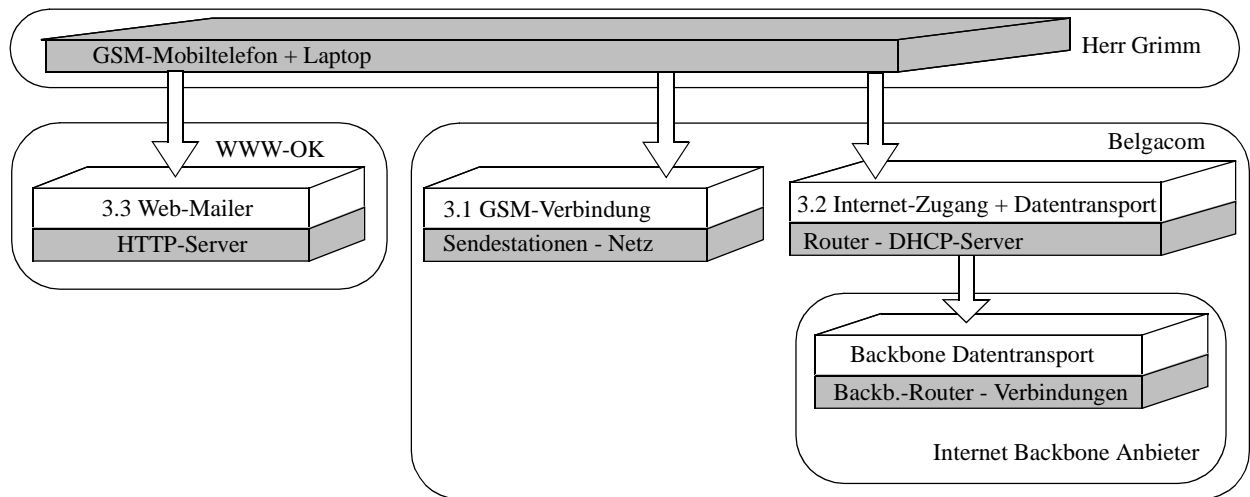 GSM-Mobiltelefon + Laptop
Herr Grimm
WWW-OK
Belgacom
3.3 Web-Mailer
HTTP-Server
3.1 GSM-Verbindung
Sendestationen - Netz
3.2 Internet-Zugang + Datentransport
Router - DHCP-Server
Backbone Datentransport
Backb.-Router - Verbindungen
Internet Backbone Anbieter